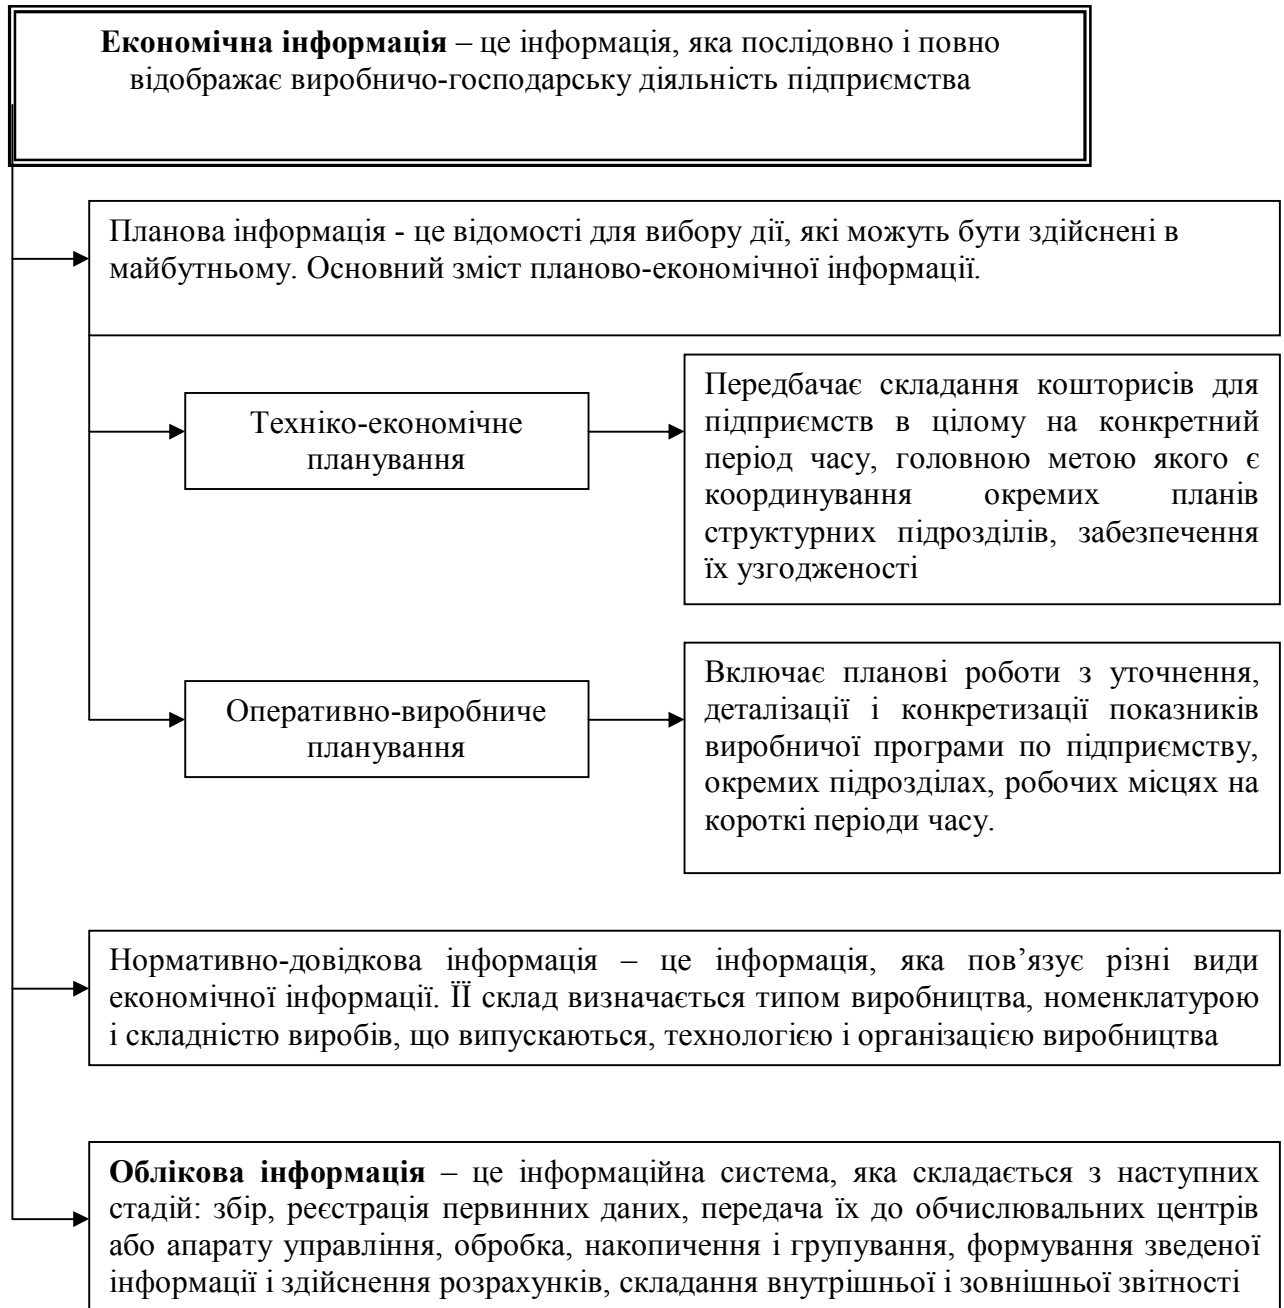 Економічна інформація – це інформація, яка послідовно і повно
відображає виробничо-господарську діяльність підприємства
Планова інформація - це відомості для вибору дії, які можуть бути здійснені в
майбутньому. Основний зміст планово-економічної інформації.
Техніко-економічне
планування
Передбачає складання кошторисів для
підприємств в цілому на конкретний
період часу, головною метою якого є
координування окремих планів
структурних підрозділів, забезпечення
їх узгодженості
Оперативно-виробниче
планування
Включає планові роботи з уточнення,
деталізації і конкретизації показників
виробничої програми по підприємству,
окремих підрозділах, робочих місцях на
короткі періоди часу.
Нормативно-довідкова інформація – це інформація, яка пов’язує різні види
економічної інформації. ЇЇ склад визначається типом виробництва, номенклатурою
і складністю виробів, що випускаються, технологією і організацією виробництва
Облікова інформація – це інформаційна система, яка складається з наступних
стадій: збір, реєстрація первинних даних, передача їх до обчислювальних центрів
або апарату управління, обробка, накопичення і групування, формування зведеної
інформації і здійснення розрахунків, складання внутрішньої і зовнішньої звітності